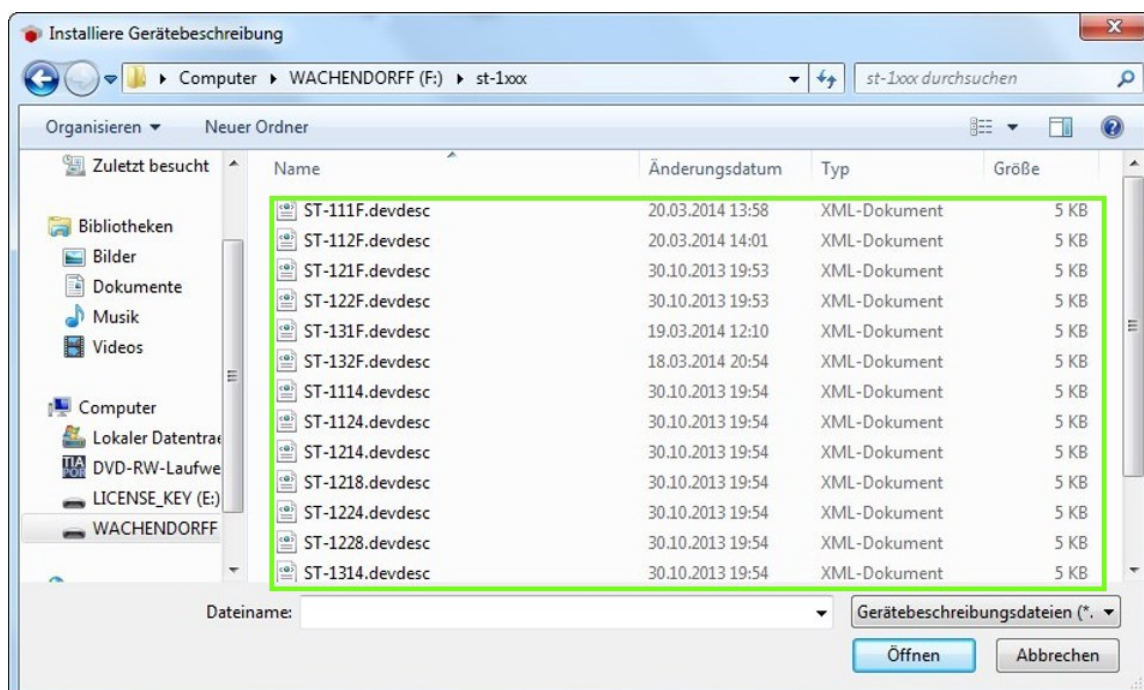 Installiere Gerätebeschreibung
Computer WACHENDORFF (F:) st-1xxx
st-1xxx durchsuchen
Organisieren Neuer Ordner
Zuletzt besucht
Bibliotheken
Bilder
Dokumente
Musik
Videos
Computer
Lokaler Datenträe
DVD-RW-Laufwe
LICENSE_KEY (E:)
WACHENDORFF
Name Änderungsdatum Typ Größe
ST-111F.devdesc 20.03.2014 13:58 XML-Dokument 5 KB
ST-112F.devdesc 20.03.2014 14:01 XML-Dokument 5 KB
ST-121F.devdesc 30.10.2013 19:53 XML-Dokument 5 KB
ST-122F.devdesc 30.10.2013 19:53 XML-Dokument 5 KB
ST-131F.devdesc 19.03.2014 12:10 XML-Dokument 5 KB
ST-132F.devdesc 18.03.2014 20:54 XML-Dokument 5 KB
ST-1114.devdesc 30.10.2013 19:54 XML-Dokument 5 KB
ST-1124.devdesc 30.10.2013 19:54 XML-Dokument 5 KB
ST-1214.devdesc 30.10.2013 19:54 XML-Dokument 5 KB
ST-1218.devdesc 30.10.2013 19:54 XML-Dokument 5 KB
ST-1224.devdesc 30.10.2013 19:54 XML-Dokument 5 KB
ST-1228.devdesc 30.10.2013 19:54 XML-Dokument 5 KB
ST-1314.devdesc 30.10.2013 19:54 XML-Dokument 5 KB
Dateiname:
Gerätebeschreibungsdateien (*.
Öffnen Abbrechen